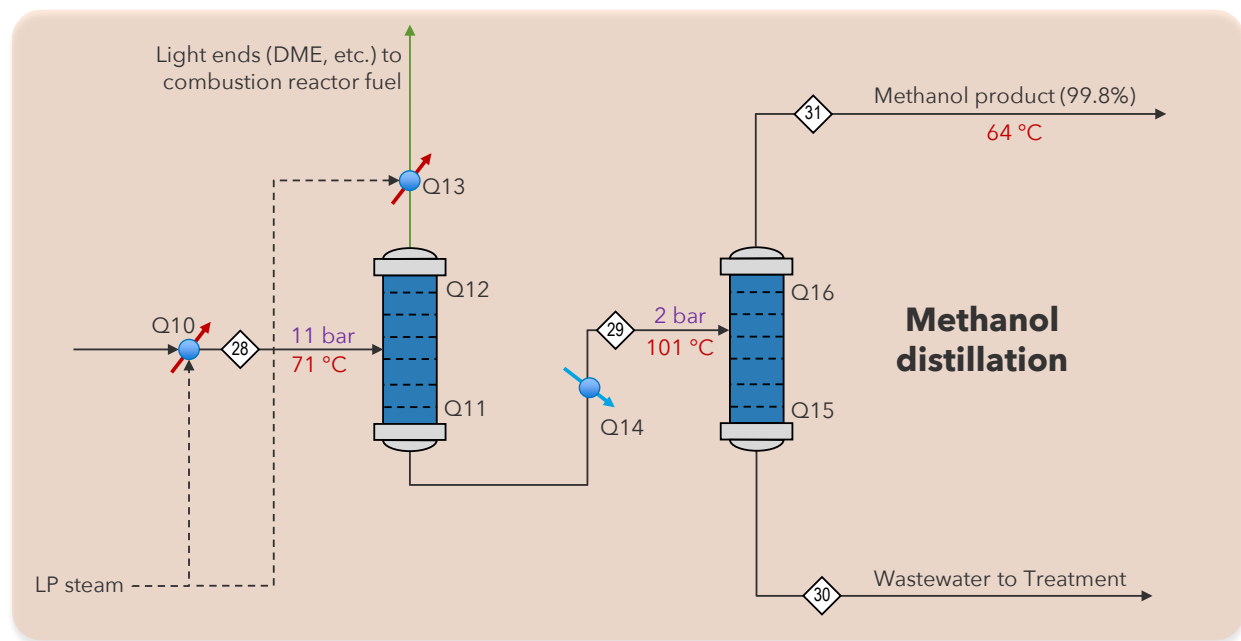 Light ends (DME, etc.) to
combustion reactor fuel
31
Methanol product (99.8%)
64 °C
Q13
Q12
Q16
Q10
28
11 bar
71 °C
29
2 bar
101 °C
Methanol
distillation
Q11
Q14
Q15
LP steam
30
Wastewater to Treatment